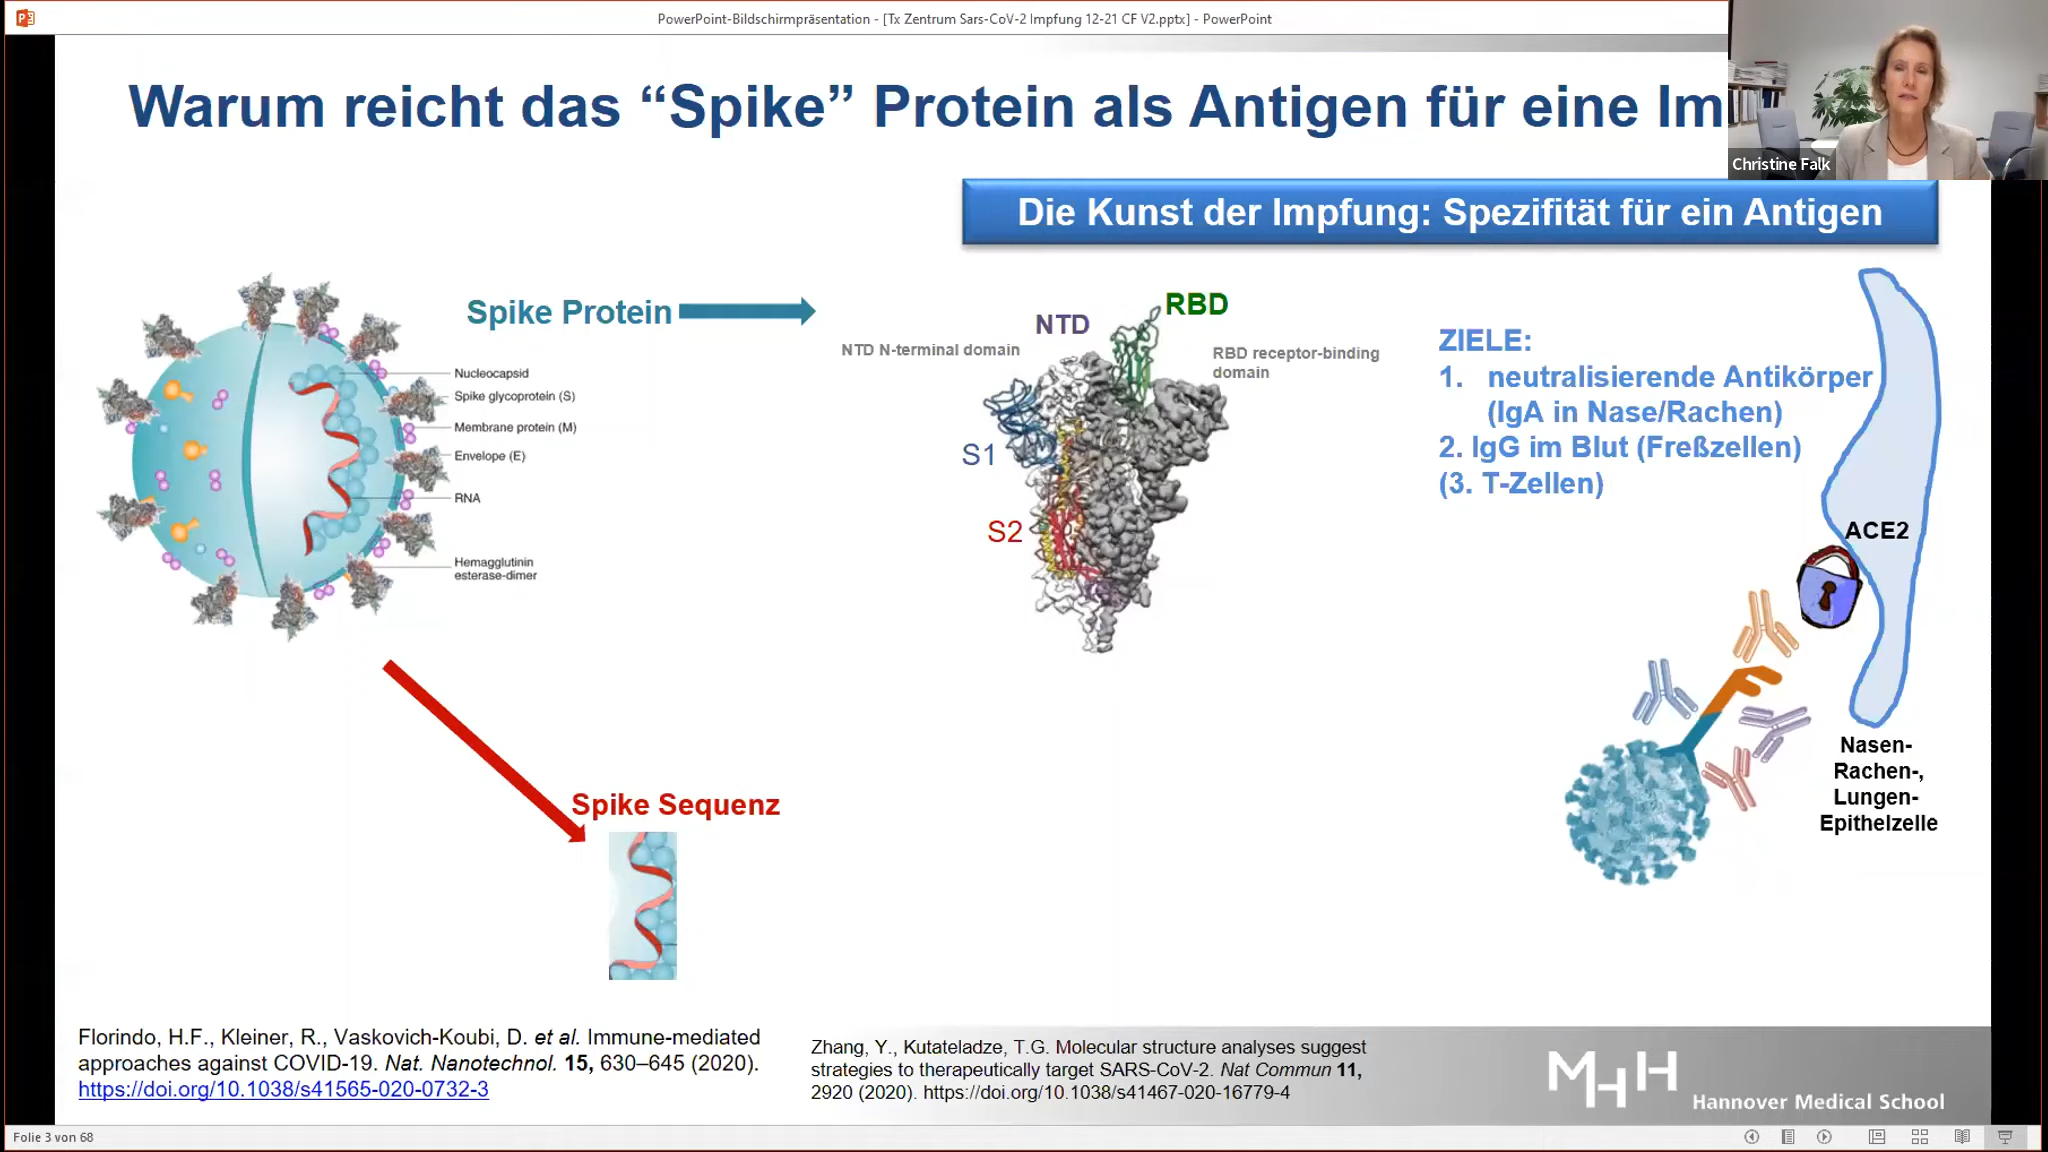 PowerPoint-Bildschirmpräsentation - [Tx Zentrum Sars-CoV-2 Impfung 12-21 CF V2.pptx] - PowerPoint
Warum reicht das “Spike” Protein als Antigen für eine Im
Christine Falk
Die Kunst der Impfung: Spezifität für ein Antigen
Spike Protein
Nucleocapsid
Spike glycoprotein (S)
Membrane protein (M)
Envelope (E)
RNA
Hemagglutinin
esterase-dimer
NTD
RBD
NTD N-terminal domain
RBD receptor-binding
domain
S1
S2
ZIELE:
1. neutralisierende Antikörper
(IgA in Nase/Rachen)
2. IgG im Blut (Freßzellen)
(3. T-Zellen)
ACE2
Nasen-
Rachen-,
Lungen-
Epithelzelle
Spike Sequenz
Florindo, H.F., Kleiner, R., Vaskovich-Koubi, D. et al. Immune-mediated
approaches against COVID-19. Nat. Nanotechnol. 15, 630–645 (2020).
https://doi.org/10.1038/s41565-020-0732-3
Zhang, Y., Kutateladze, T.G. Molecular structure analyses suggest
strategies to therapeutically target SARS-CoV-2. Nat Commun 11,
2920 (2020). https://doi.org/10.1038/s41467-020-16779-4
MHH
Hannover Medical School
Folie 3 von 68